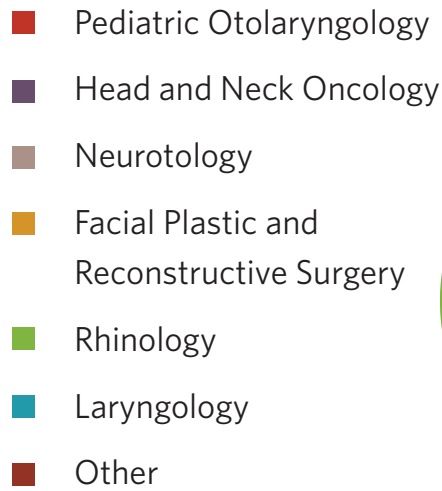 Pediatric Otolaryngology
Head and Neck Oncology
Neurotology
Facial Plastic and
Reconstructive Surgery
Rhinology
Laryngology
Other